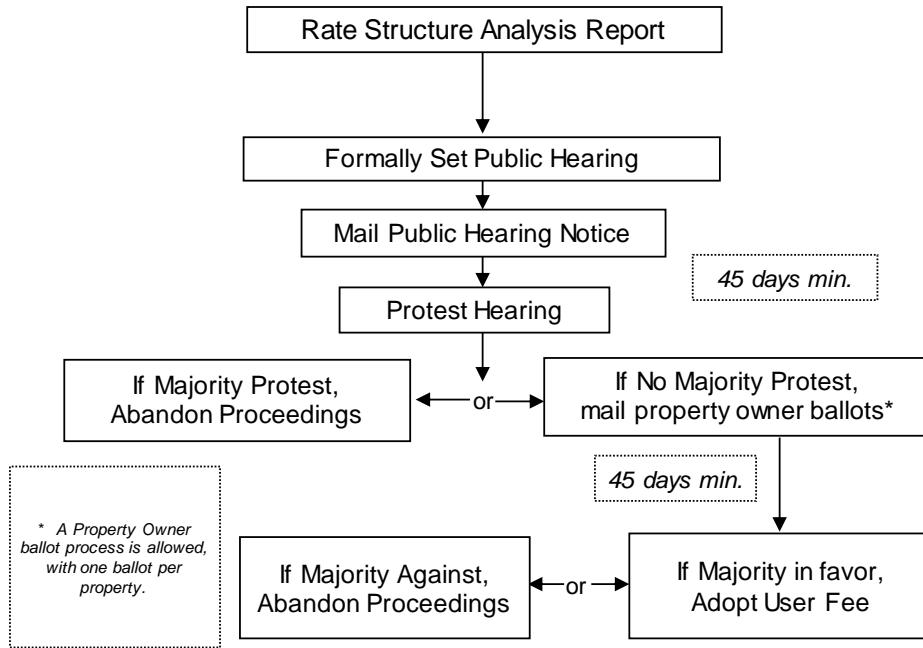 Rate Structure Analysis Report
Formally Set Public Hearing
Mail Public Hearing Notice
45 days min.
Protest Hearing
If Majority Protest,
Abandon Proceedings
or
If No Majority Protest,
mail property owner ballots*
45 days min.
* A Property Owner
ballot process is allowed,
with one ballot per
property.
If Majority Against,
Abandon Proceedings
or
If Majority in favor,
Adopt User Fee